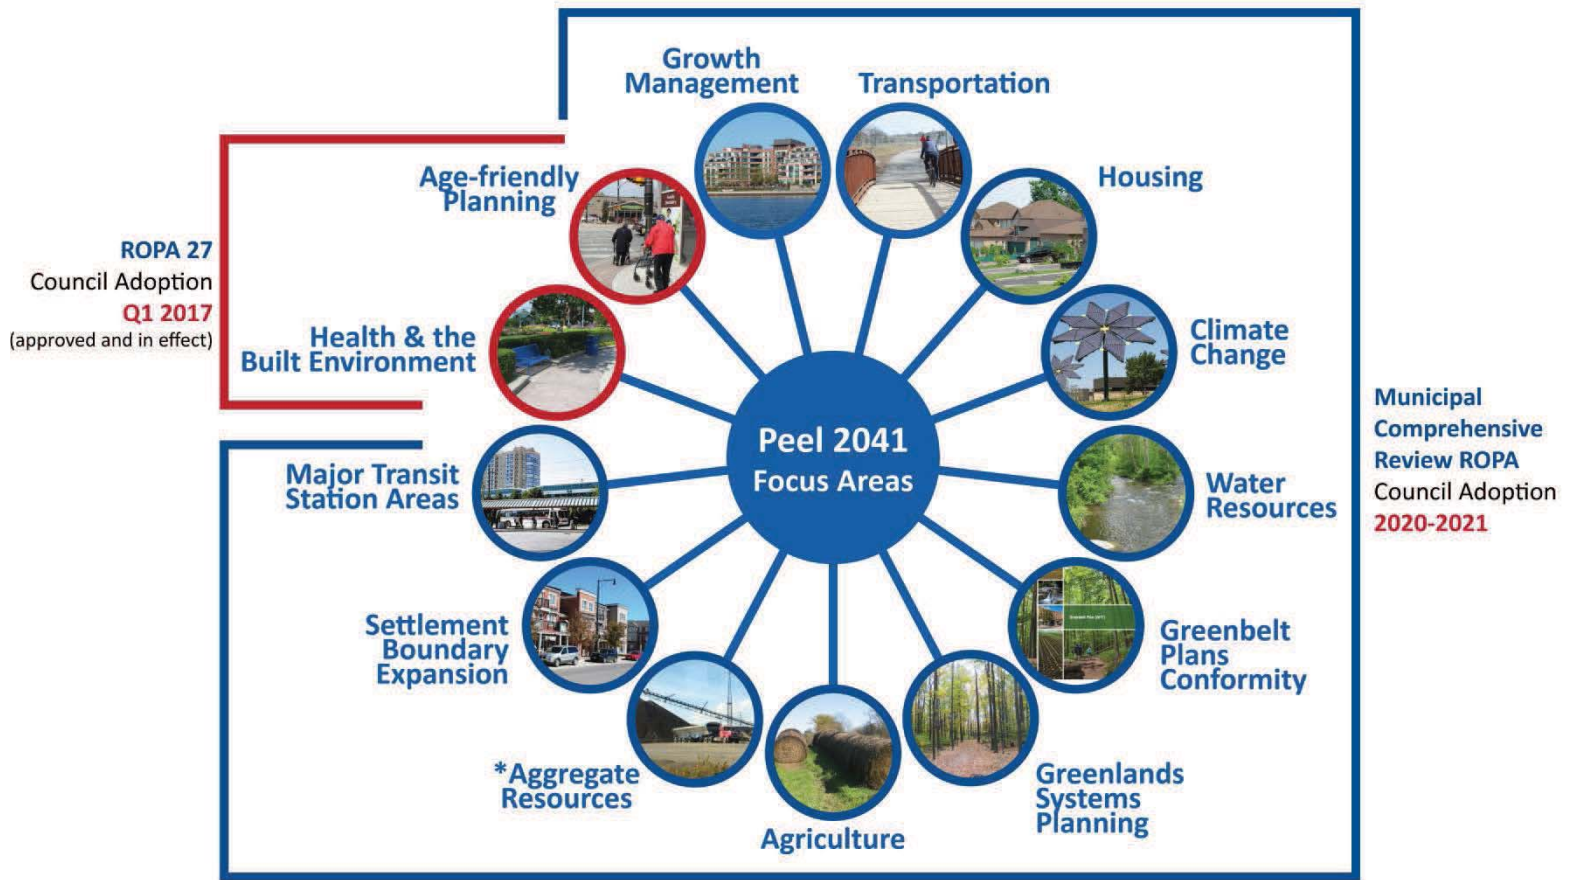 Growth
Management
Transportation
Age-friendly
Planning
Housing
ROPA 27
Council Adoption
Q1 2017
(approved and in effect)
Health & the
Built Environment
Climate
Change
Peel 2041
Focus Areas
Municipal
Comprehensive
Review ROPA
Council Adoption
2020-2021
Major Transit
Station Areas
Water
Resources
Settlement
Boundary
Expansion
Greenbelt
Plans
Conformity
*Aggregate
Resources
Agriculture
Greenlands
Systems
Planning